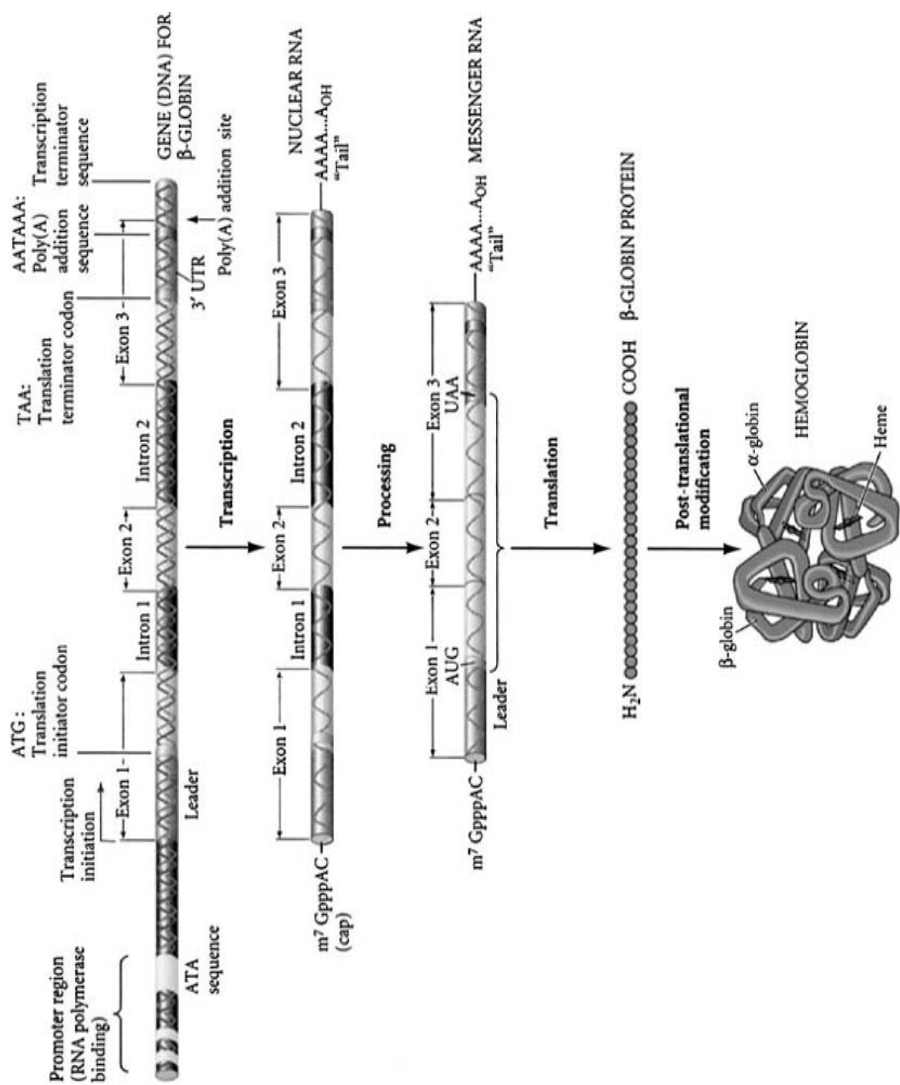 Promoter region
(RNA polymerase
binding)
Transcription
initiation
ATG :
Translation
initiator codon
TAA:
Translation
terminator codon
AATAAA:
Poly(A)
addition
sequence
Transcription
terminator
sequence
Exon 1
Intron 1
Exon 2
Intron 2
Exon 3
GENE (DNA) FOR
β-GLOBIN
ATA
sequence
Leader
3′ UTR
Poly(A) addition site
Transcription
Exon 1
Intron 1
Exon 2
Intron 2
Exon 3
NUCLEAR RNA
m⁷ GpppAC
(cap)
AAAA...A_OH
“Tail”
Processing
Exon 1
Exon 2
Exon 3
AUG
UAA
m⁷ GpppAC
AAAA...A_OH MESSENGER RNA
“Tail”
Leader
Translation
H₂N
COOH β-GLOBIN PROTEIN
Post-translational
modification
β-globin
α-globin
HEMOGLOBIN
Heme